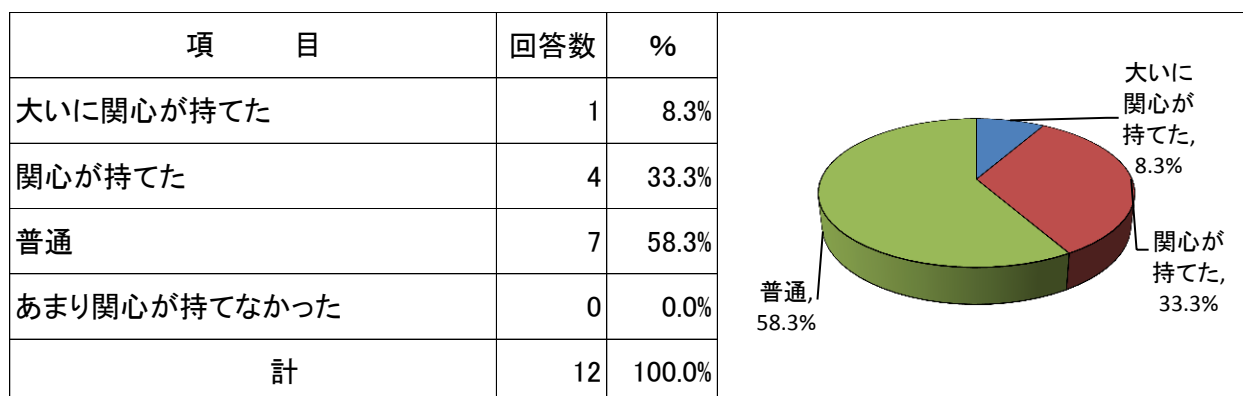 項　目 回答数 %
大いに関心が持てた 1 8.3%
関心が持てた 4 33.3%
普通 7 58.3%
あまり関心が持てなかった 0 0.0%
計 12 100.0%
大いに
関心が
持てた,
8.3%
関心が
持てた,
33.3%
普通,
58.3%